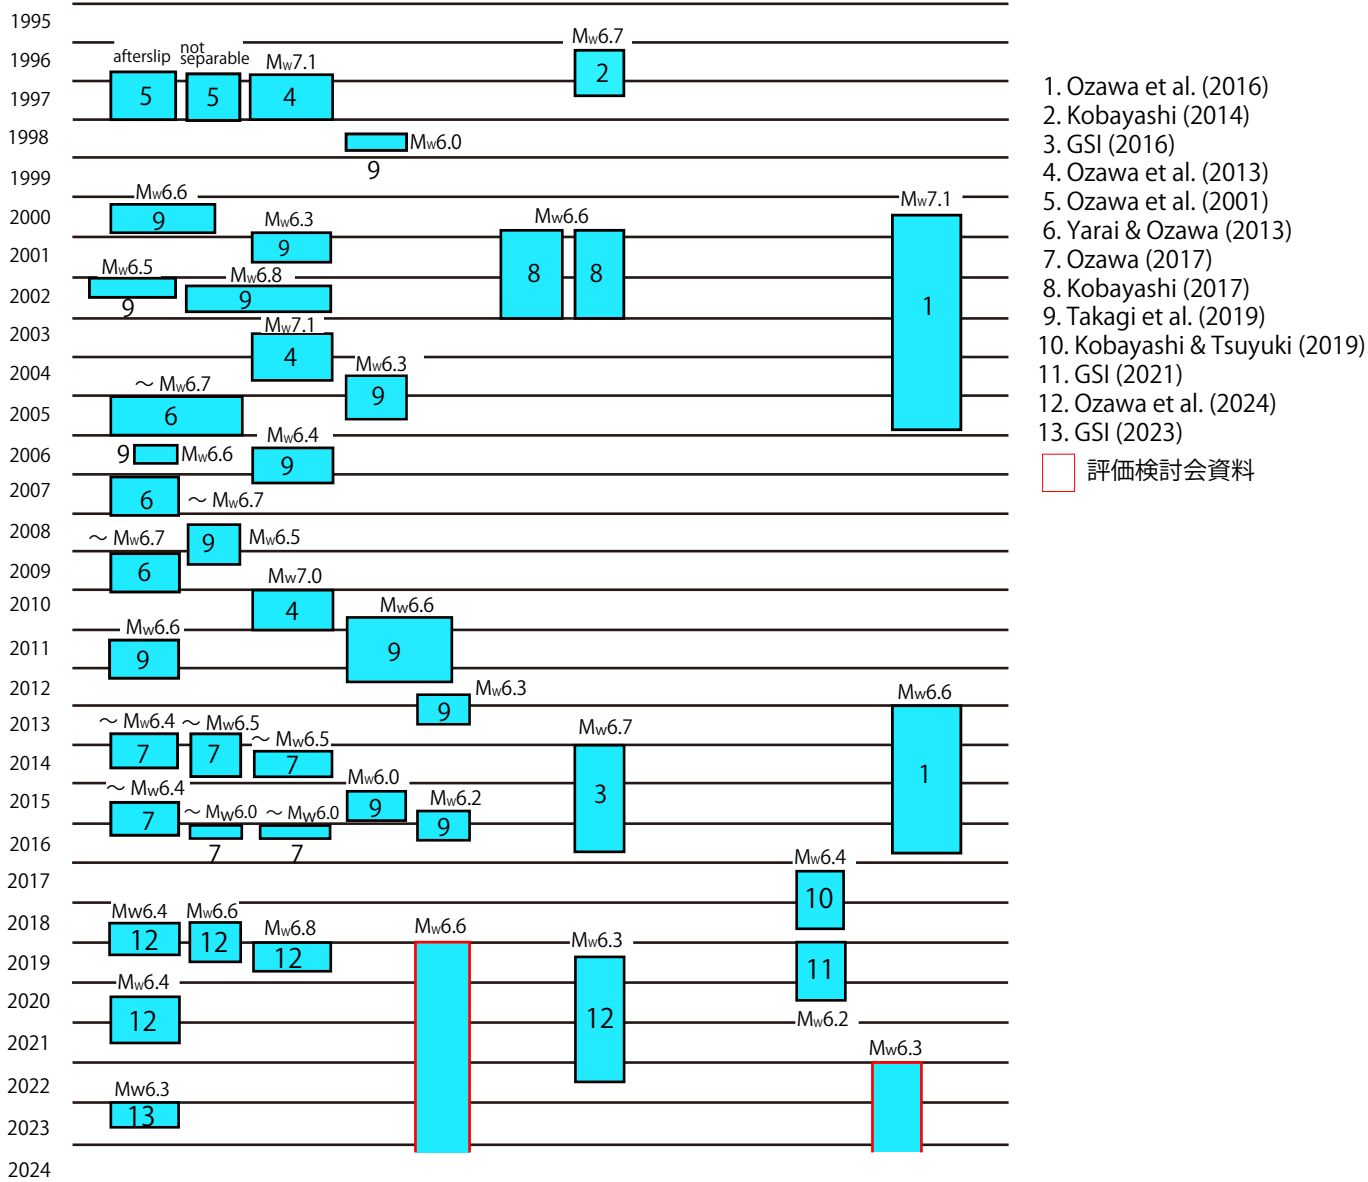 1995
1996
1997
1998
1999
2000
2001
2002
2003
2004
2005
2006
2007
2008
2009
2010
2011
2012
2013
2014
2015
2016
2017
2018
2019
2020
2021
2022
2023
2024
afterslip
not
separable
Mw7.1
Mw6.7
5
5
4
2
Mw6.0
9
Mw6.6
9
Mw6.3
9
Mw6.6
8
8
Mw7.1
1
Mw6.5
9
Mw6.8
9
Mw7.1
4
Mw6.3
9
～ Mw6.7
6
Mw6.4
9
9
Mw6.6
6
～ Mw6.7
9
Mw6.5
～ Mw6.7
6
Mw7.0
4
Mw6.6
9
Mw6.6
9
Mw6.3
9
Mw6.6
1
～ Mw6.4
7
～ Mw6.5
7
～ Mw6.5
7
Mw6.7
3
～ Mw6.4
7
～ Mw6.0
7
～ Mw6.0
7
Mw6.0
9
Mw6.2
9
Mw6.4
10
Mw6.4
12
Mw6.6
12
Mw6.8
12
Mw6.6
Mw6.3
12
11
Mw6.2
Mw6.4
12
Mw6.3
Mw6.3
13
1. Ozawa et al. (2016)
2. Kobayashi (2014)
3. GSI (2016)
4. Ozawa et al. (2013)
5. Ozawa et al. (2001)
6. Yarai & Ozawa (2013)
7. Ozawa (2017)
8. Kobayashi (2017)
9. Takagi et al. (2019)
10. Kobayashi & Tsuyuki (2019)
11. GSI (2021)
12. Ozawa et al. (2024)
13. GSI (2023)
評価検討会資料